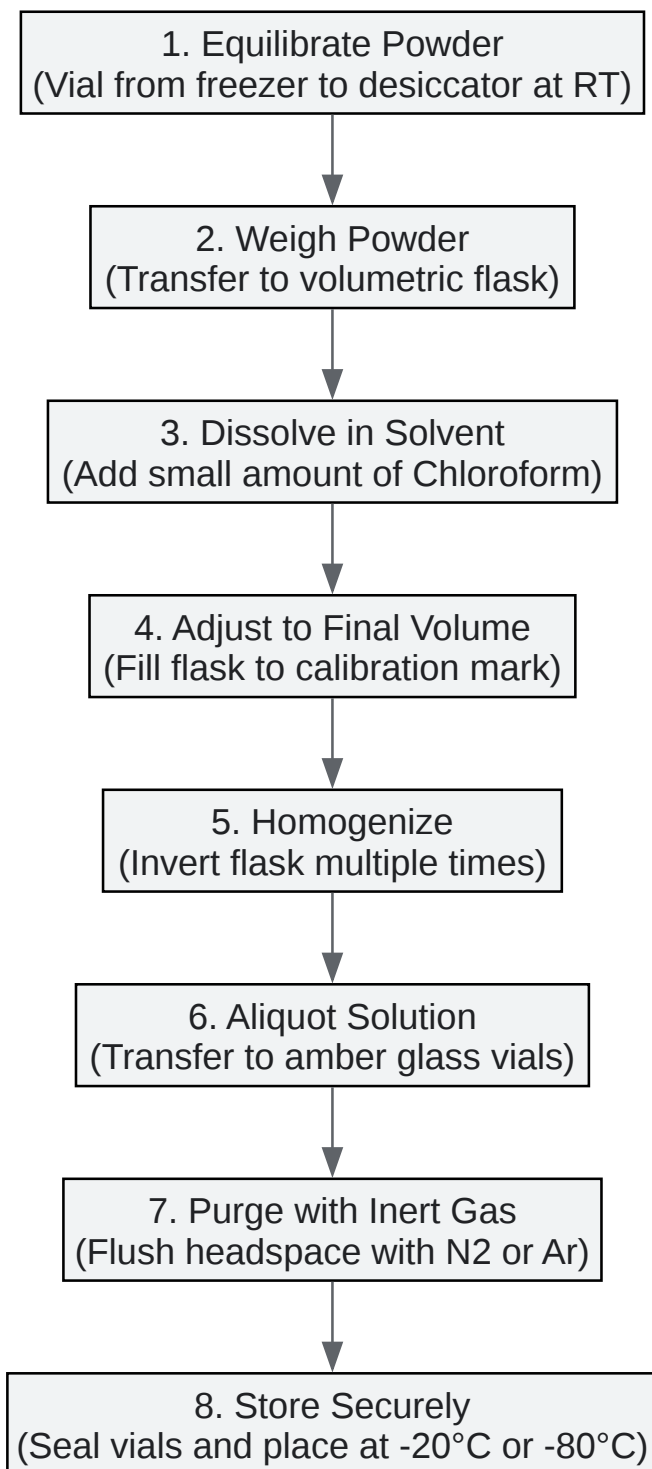 1. Equilibrate Powder
(Vial from freezer to desiccator at RT)
2. Weigh Powder
(Transfer to volumetric flask)
3. Dissolve in Solvent
(Add small amount of Chloroform)
4. Adjust to Final Volume
(Fill flask to calibration mark)
5. Homogenize
(Invert flask multiple times)
6. Aliquot Solution
(Transfer to amber glass vials)
7. Purge with Inert Gas
(Flush headspace with N2 or Ar)
8. Store Securely
(Seal vials and place at -20°C or -80°C)